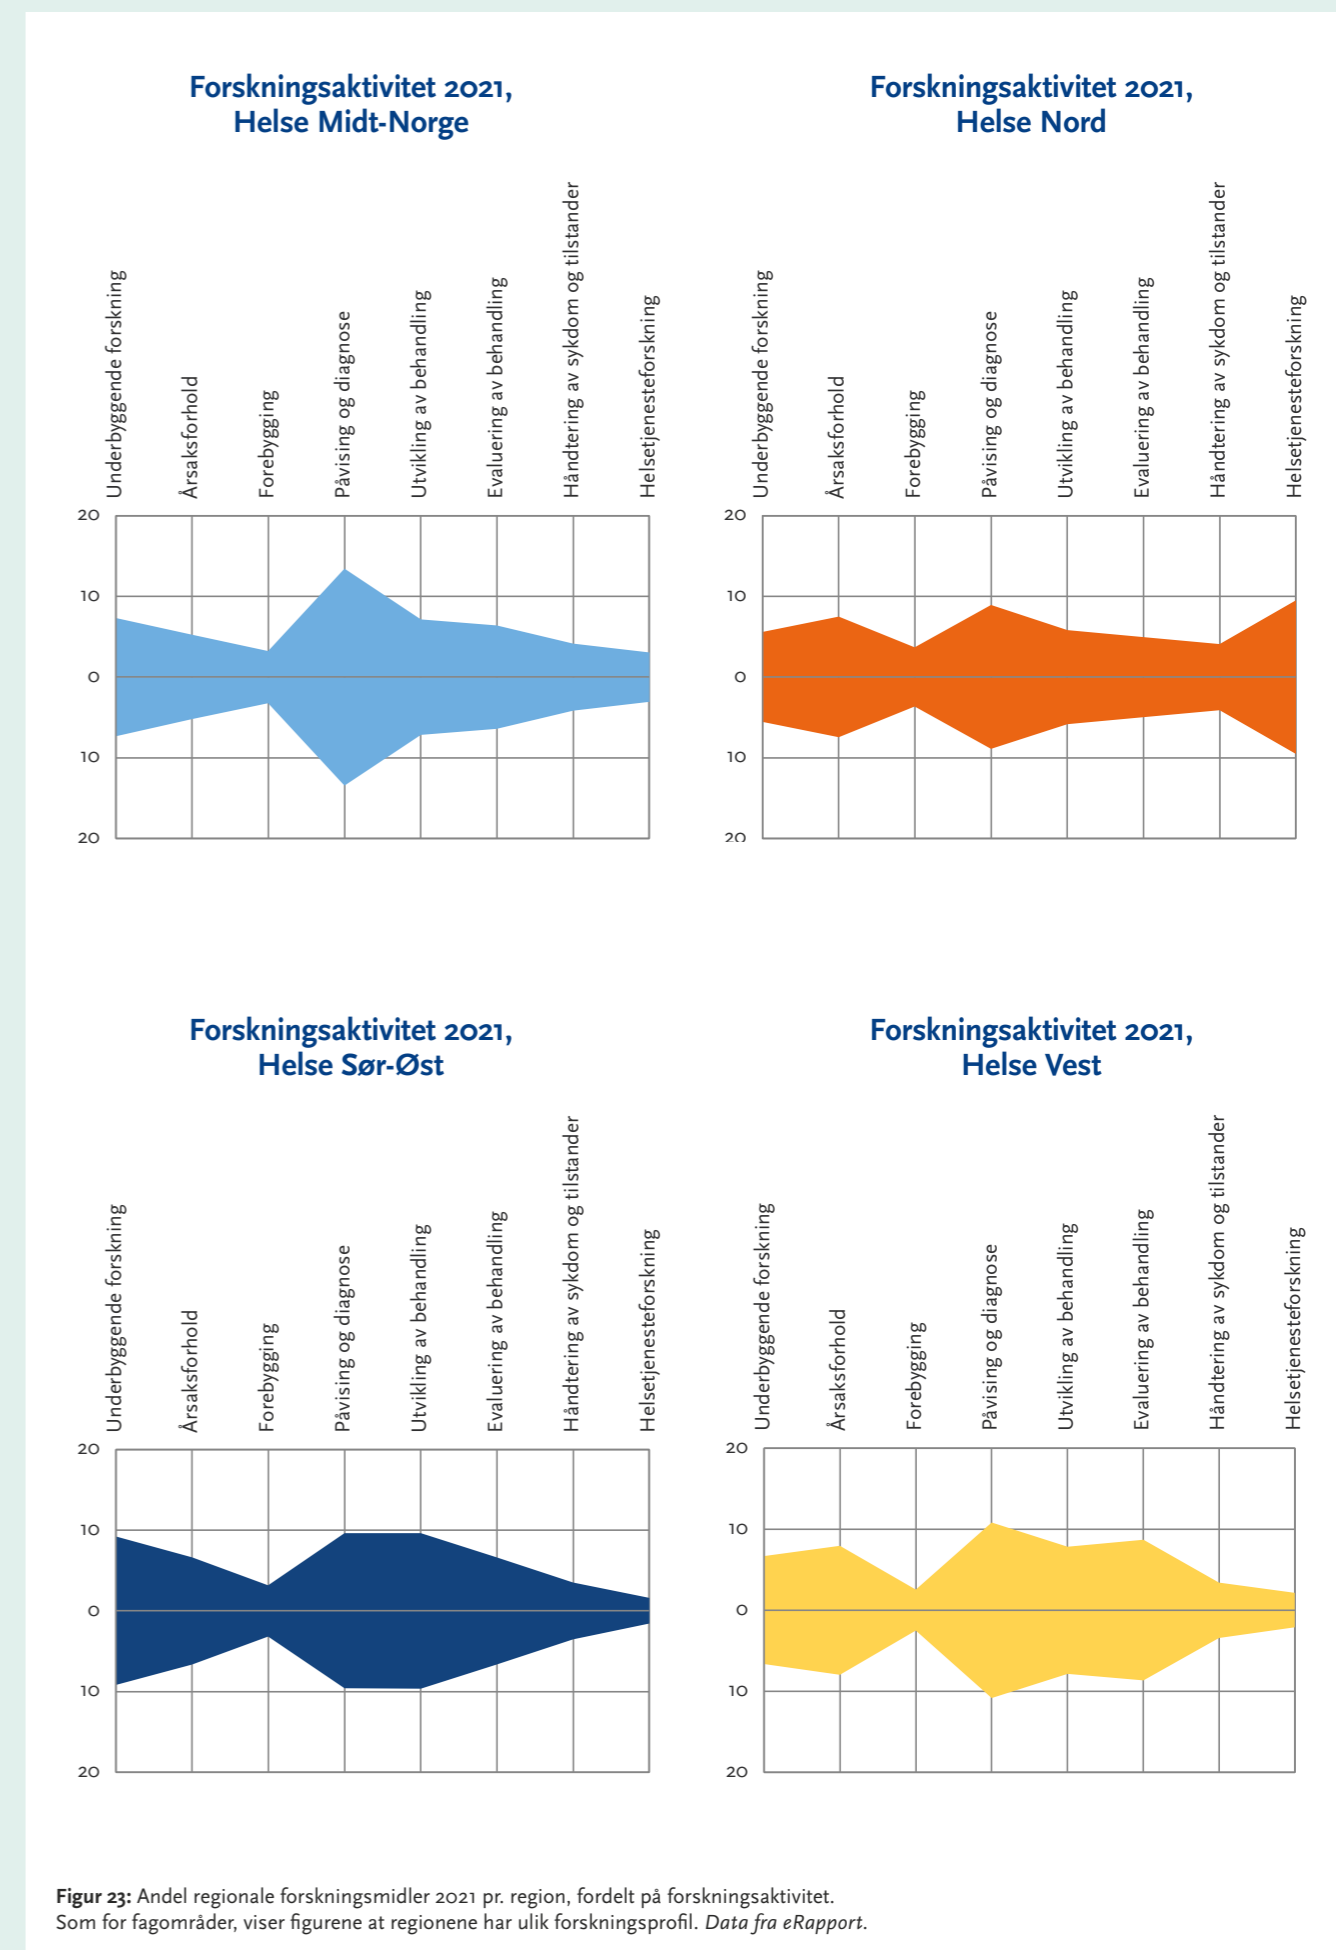 Forskningsaktivitet 2021,
Helse Midt-Norge
Underbyggende forskning
Årsaksforhold
Forebygging
Påvising og diagnose
Utvikling av behandling
Evaluering av behandling
Håndtering av sykdom og tilstander
Helsetjenesteforskning
20
10
0
10
20
Forskningsaktivitet 2021,
Helse Nord
Underbyggende forskning
Årsaksforhold
Forebygging
Påvising og diagnose
Utvikling av behandling
Evaluering av behandling
Håndtering av sykdom og tilstander
Helsetjenesteforskning
20
10
0
10
20
Forskningsaktivitet 2021,
Helse Sør-Øst
Underbyggende forskning
Årsaksforhold
Forebygging
Påvising og diagnose
Utvikling av behandling
Evaluering av behandling
Håndtering av sykdom og tilstander
Helsetjenesteforskning
20
10
0
10
20
Forskningsaktivitet 2021,
Helse Vest
Underbyggende forskning
Årsaksforhold
Forebygging
Påvising og diagnose
Utvikling av behandling
Evaluering av behandling
Håndtering av sykdom og tilstander
Helsetjenesteforskning
20
10
0
10
20
Figur 23: Andel regionale forskningsmidler 2021 pr. region, fordelt på forskningsaktivitet.
Som for fagområder, viser figurene at regionene har ulik forskningsprofil. Data fra eRapport.